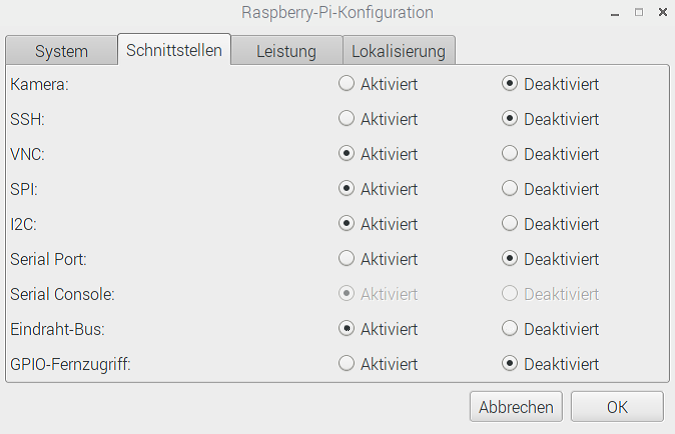 Raspberry-Pi-Konfiguration
System Schnittstellen Leistung Lokalisierung
Kamera: Aktiviert Deaktiviert
SSH: Aktiviert Deaktiviert
VNC: Aktiviert Deaktiviert
SPI: Aktiviert Deaktiviert
I2C: Aktiviert Deaktiviert
Serial Port: Aktiviert Deaktiviert
Serial Console: Aktiviert Deaktiviert
Eindraht-Bus: Aktiviert Deaktiviert
GPIO-Fernzugriff: Aktiviert Deaktiviert
Abbrechen OK